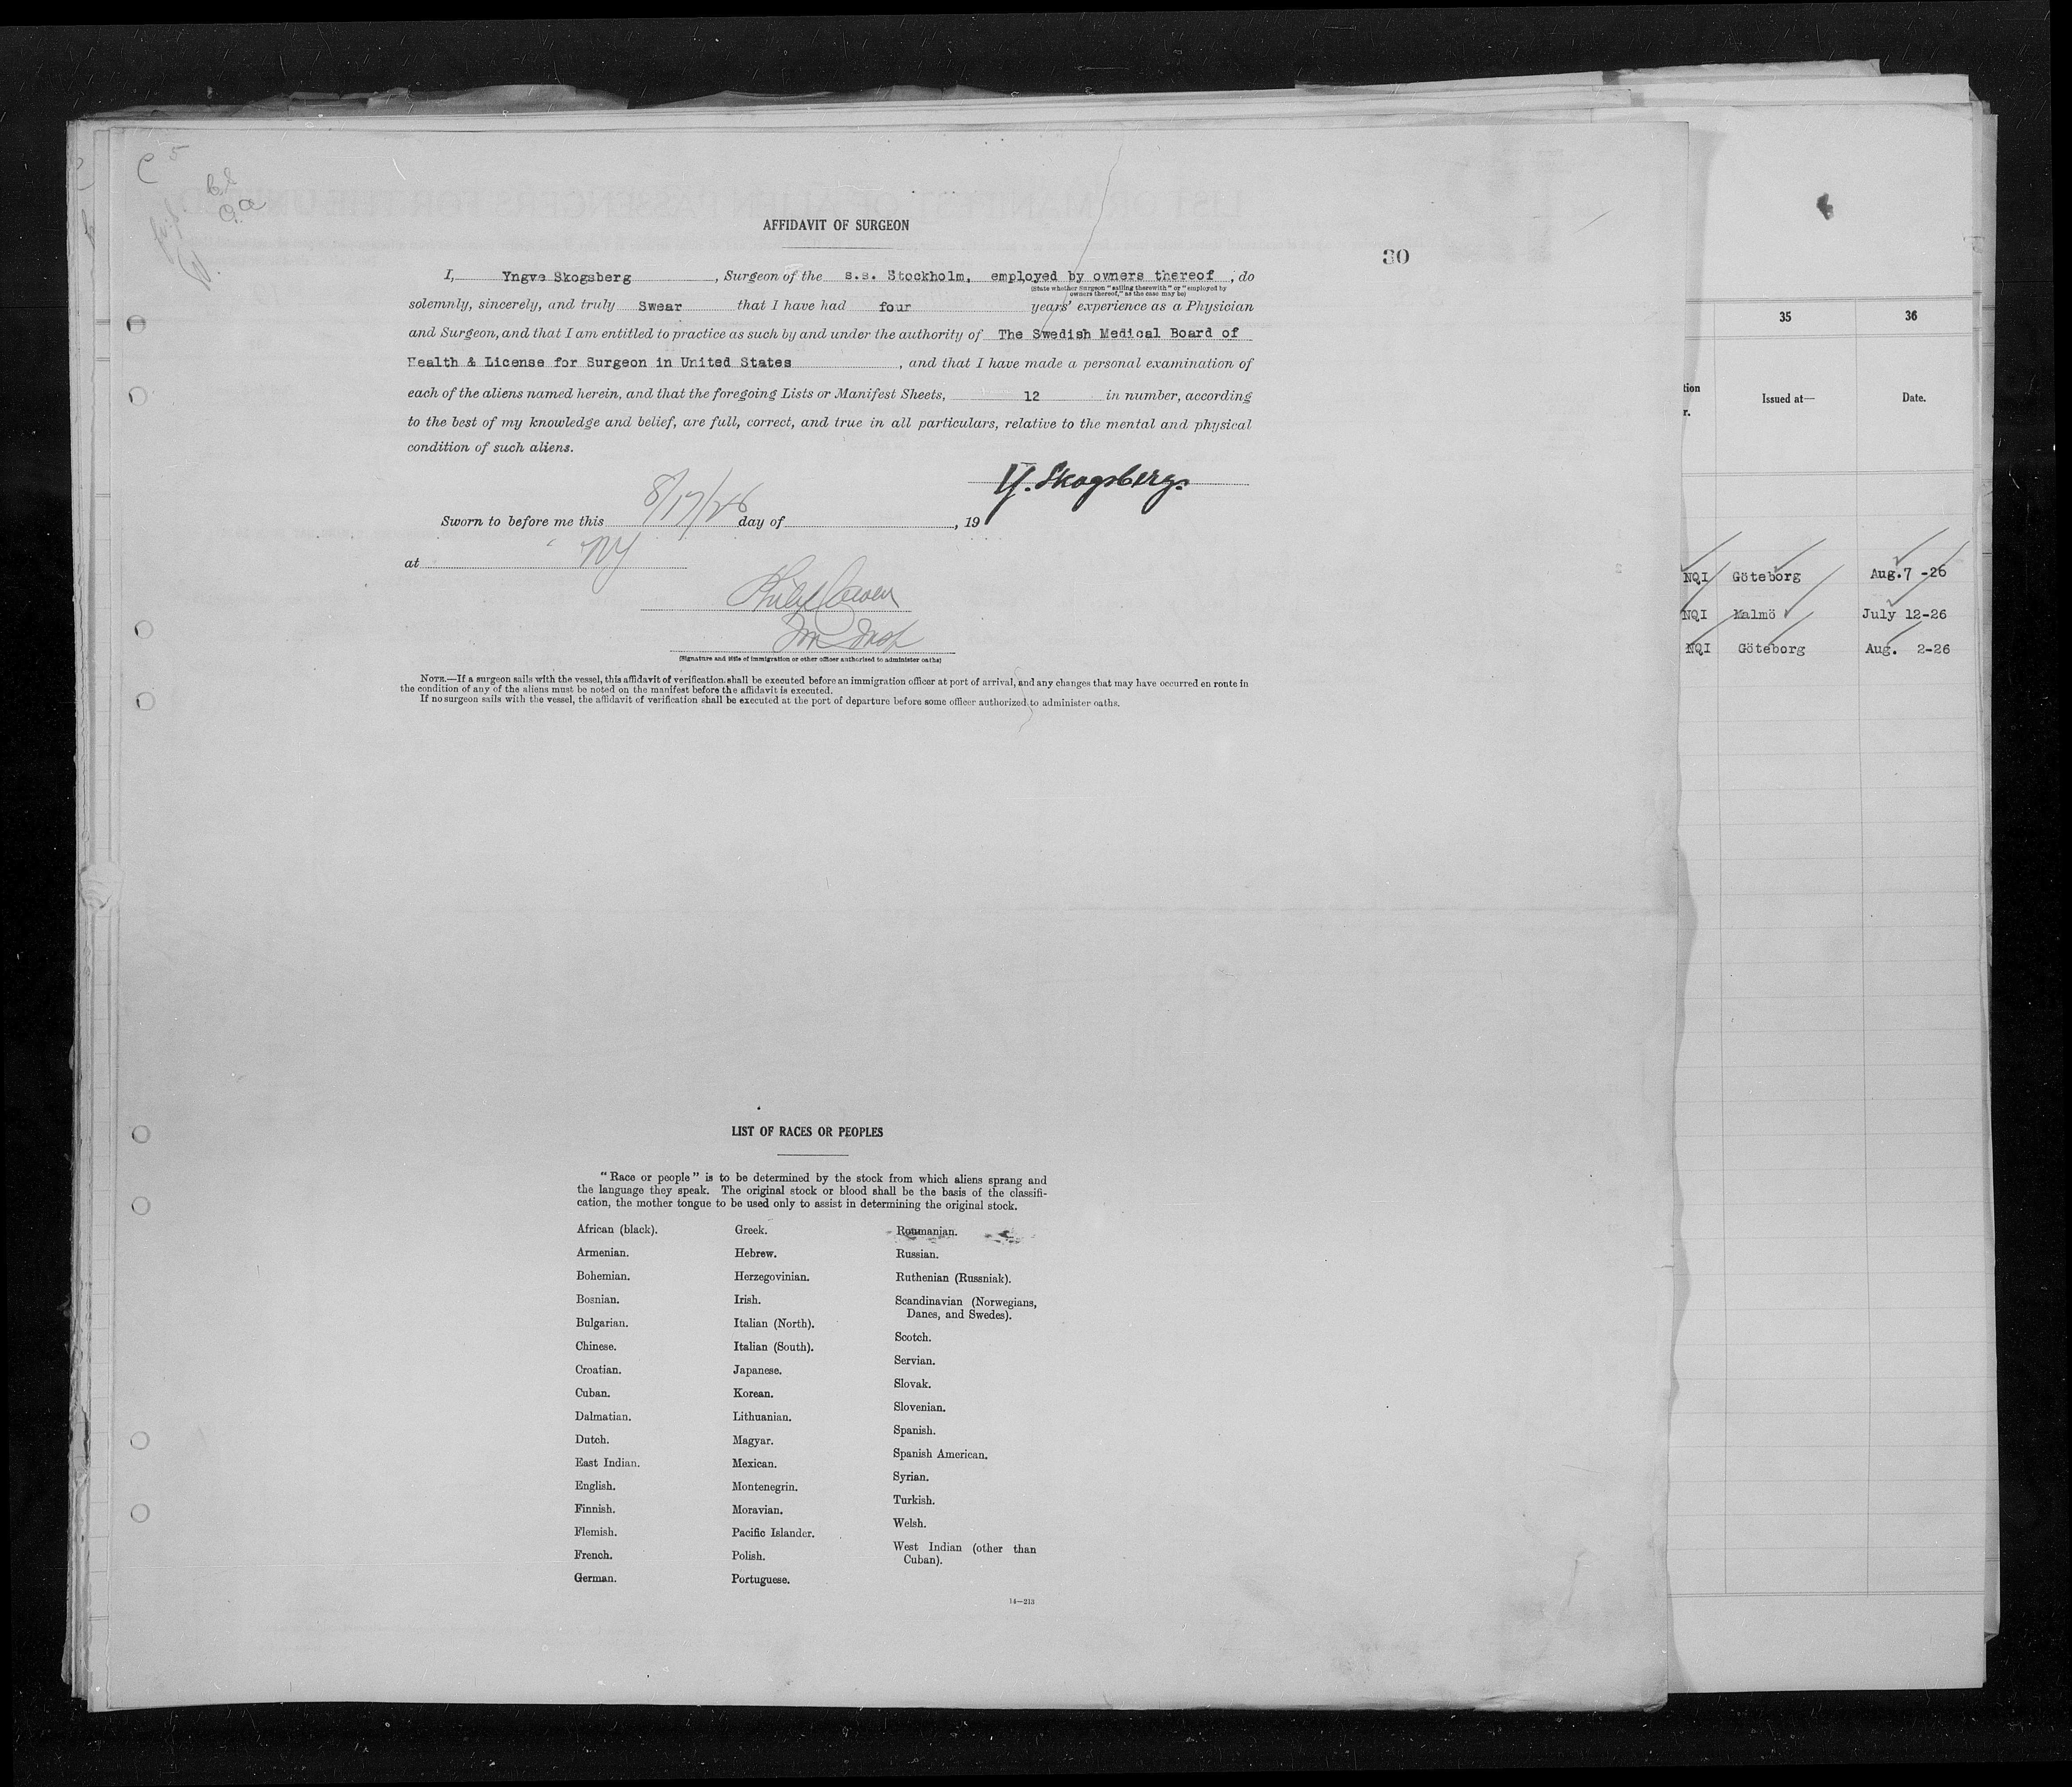 C 5
AFFIDAVIT OF SURGEON
30
I, Yngve Skogsberg, Surgeon of the s.s. Stockholm, employed by owners thereof, do
(State whether Surgeon "sailing therewith" or "employed by
owners thereof," as the case may be)
solemnly, sincerely, and truly Swear that I have had four years' experience as a Physician
and Surgeon, and that I am entitled to practice as such by and under the authority of The Swedish Medical Board of
Health & License for Surgeon in United States, and that I have made a personal examination of
each of the aliens named herein, and that the foregoing Lists or Manifest Sheets, 12 in number, according
to the best of my knowledge and belief, are full, correct, and true in all particulars, relative to the mental and physical
condition of such aliens.
Y. Skogsberg.
Sworn to before me this 8/17/26 day of , 19
at NY
(Signature and title of immigration or other officer authorized to administer oaths)
NOTE.—If a surgeon sails with the vessel, this affidavit of verification shall be executed before an immigration officer at port of arrival, and any changes that may have occurred en route in
the condition of any of the aliens must be noted on the manifest before the affidavit is executed.
If no surgeon sails with the vessel, the affidavit of verification shall be executed at the port of departure before some officer authorized to administer oaths.
LIST OF RACES OR PEOPLES
"Race or people" is to be determined by the stock from which aliens sprang and
the language they speak. The original stock or blood shall be the basis of the classifi-
cation, the mother tongue to be used only to assist in determining the original stock.
African (black).
Armenian.
Bohemian.
Bosnian.
Bulgarian.
Chinese.
Croatian.
Cuban.
Dalmatian.
Dutch.
East Indian.
English.
Finnish.
Flemish.
French.
German.
Greek.
Hebrew.
Herzegovinian.
Irish.
Italian (North).
Italian (South).
Japanese.
Korean.
Lithuanian.
Magyar.
Mexican.
Montenegrin.
Moravian.
Pacific Islander.
Polish.
Portuguese.
Roumanian.
Russian.
Ruthenian (Russniak).
Scandinavian (Norwegians,
Danes, and Swedes).
Scotch.
Servian.
Slovak.
Slovenian.
Spanish.
Spanish American.
Syrian.
Turkish.
Welsh.
West Indian (other than
Cuban).
14—213
35 36
tion
r.
Issued at— Date.
NQI Göteborg Aug.7 -26
NQI Malmö July 12-26
NQI Göteborg Aug. 2-26